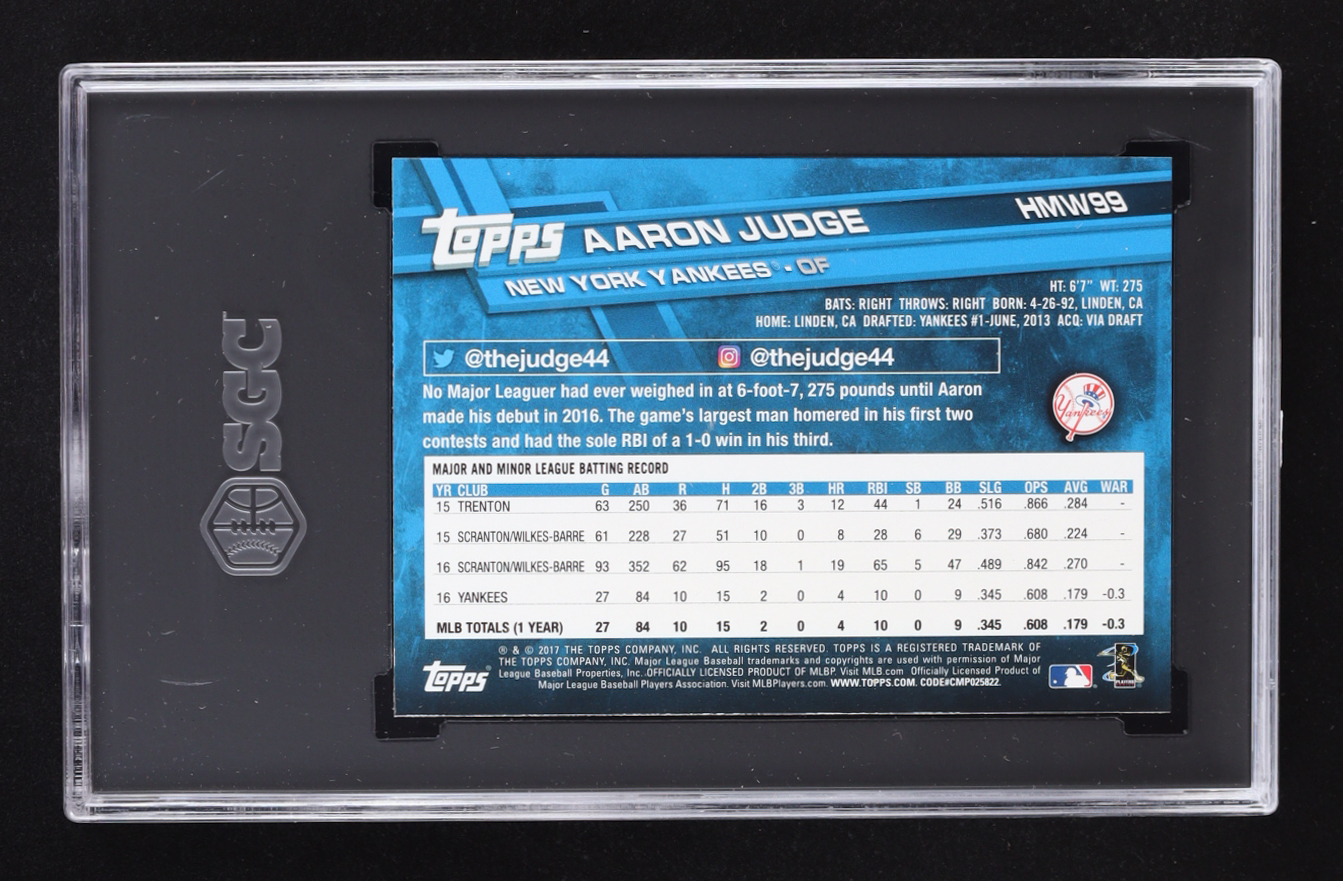 SGC
Topps AARON JUDGE HMW99
NEW YORK YANKEES® - OF
HT: 6'7" WT: 275
BATS: RIGHT THROWS: RIGHT BORN: 4-26-92, LINDEN, CA
HOME: LINDEN, CA DRAFTED: YANKEES #1-JUNE, 2013 ACQ: VIA DRAFT
@thejudge44 @thejudge44
No Major Leaguer had ever weighed in at 6-foot-7, 275 pounds until Aaron
made his debut in 2016. The game's largest man homered in his first two
contests and had the sole RBI of a 1-0 win in his third.
Yankees
MAJOR AND MINOR LEAGUE BATTING RECORD
YR CLUB G AB R H 2B 3B HR RBI SB BB SLG OPS AVG WAR
15 TRENTON 63 250 36 71 16 3 12 44 1 24 .516 .866 .284 -
15 SCRANTON/WILKES-BARRE 61 228 27 51 10 0 8 28 6 29 .373 .680 .224 -
16 SCRANTON/WILKES-BARRE 93 352 62 95 18 1 19 65 5 47 .489 .842 .270 -
16 YANKEES 27 84 10 15 2 0 4 10 0 9 .345 .608 .179 -0.3
MLB TOTALS (1 YEAR) 27 84 10 15 2 0 4 10 0 9 .345 .608 .179 -0.3
® & © 2017 THE TOPPS COMPANY, INC. ALL RIGHTS RESERVED. TOPPS IS A REGISTERED TRADEMARK OF
THE TOPPS COMPANY, INC. Major League Baseball trademarks and copyrights are used with permission of Major
League Baseball Properties, Inc. OFFICIALLY LICENSED PRODUCT OF MLBP. Visit MLB.com Officially Licensed Product of
Major League Baseball Players Association. Visit MLBPlayers.com WWW.TOPPS.COM. CODE#CMP025822.
Topps®
PLAYERS